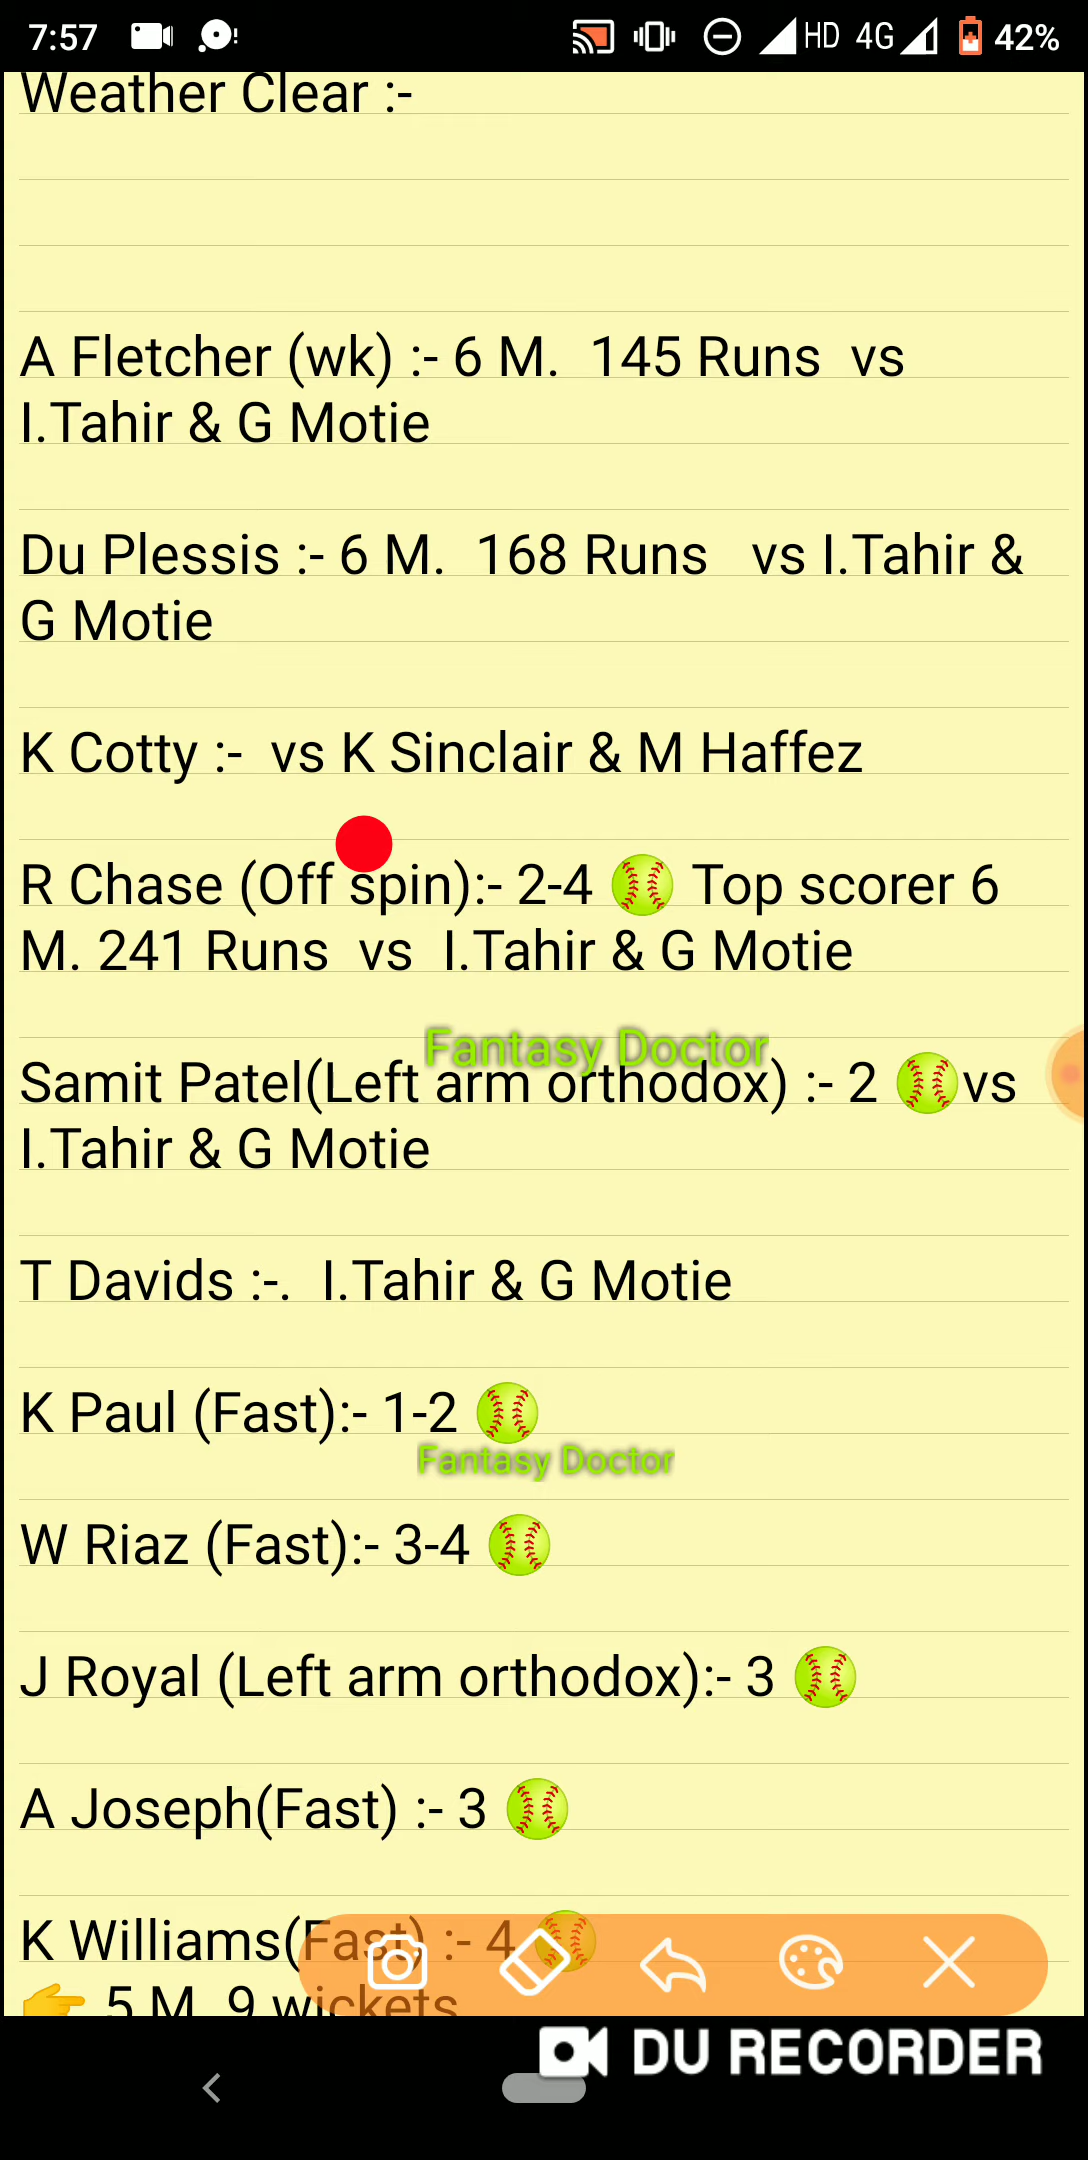 7:57 HD 4G 42%
Weather Clear :-
A Fletcher (wk) :- 6 M. 145 Runs vs
I.Tahir & G Motie
Du Plessis :- 6 M. 168 Runs vs I.Tahir &
G Motie
K Cotty :- vs K Sinclair & M Haffez
R Chase (Off spin):- 2-4 🥎 Top scorer 6
M. 241 Runs vs I.Tahir & G Motie
Fantasy Doctor
Samit Patel(Left arm orthodox) :- 2 🥎vs
I.Tahir & G Motie
T Davids :-. I.Tahir & G Motie
K Paul (Fast):- 1-2 🥎
Fantasy Doctor
W Riaz (Fast):- 3-4 🥎
J Royal (Left arm orthodox):- 3 🥎
A Joseph(Fast) :- 3 🥎
K Williams(Fast) :- 4 🥎
👉 5 M. 9 wickets
DU RECORDER